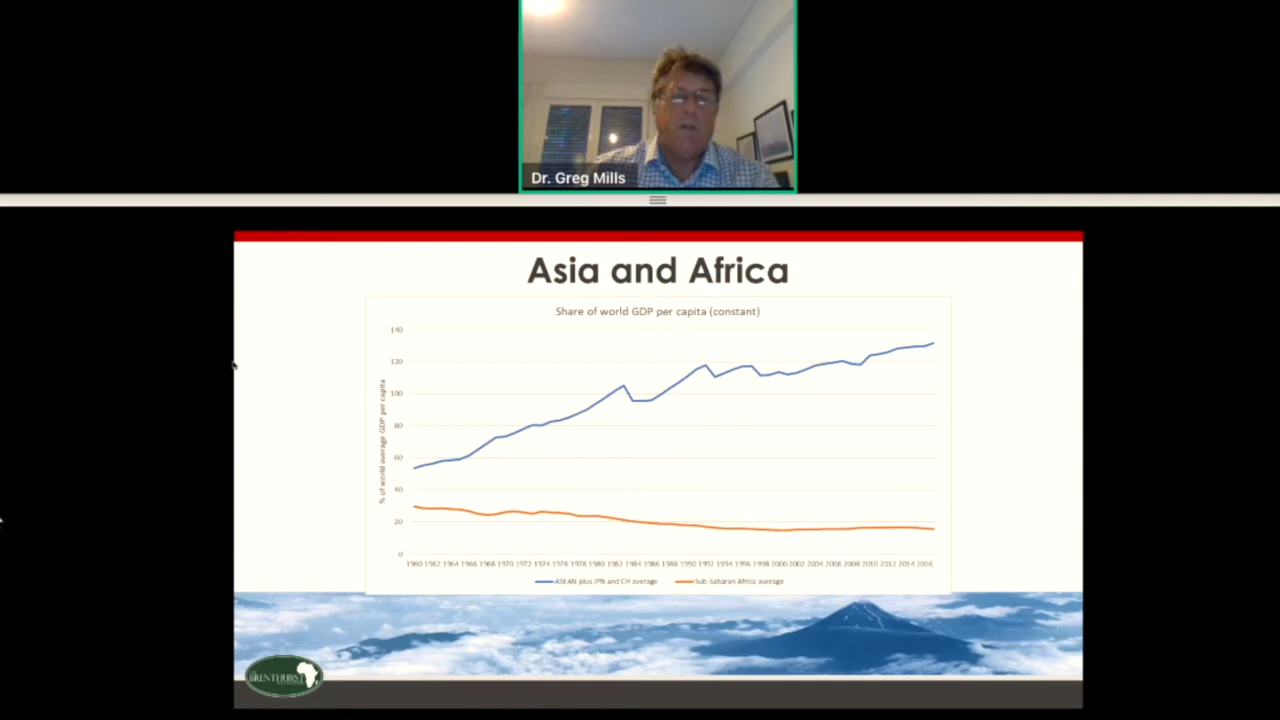 Dr. Greg Mills
Asia and Africa
Share of world GDP per capita (constant)
% of world average GDP per capita
140
120
100
80
60
40
20
0
1960 1962 1964 1966 1968 1970 1972 1974 1976 1978 1980 1982 1984 1986 1988 1990 1992 1994 1996 1998 2000 2002 2004 2006 2008 2010 2012 2014 2016
ASEAN plus JPN and CH average Sub-Saharan Africa average
BRENTHURST